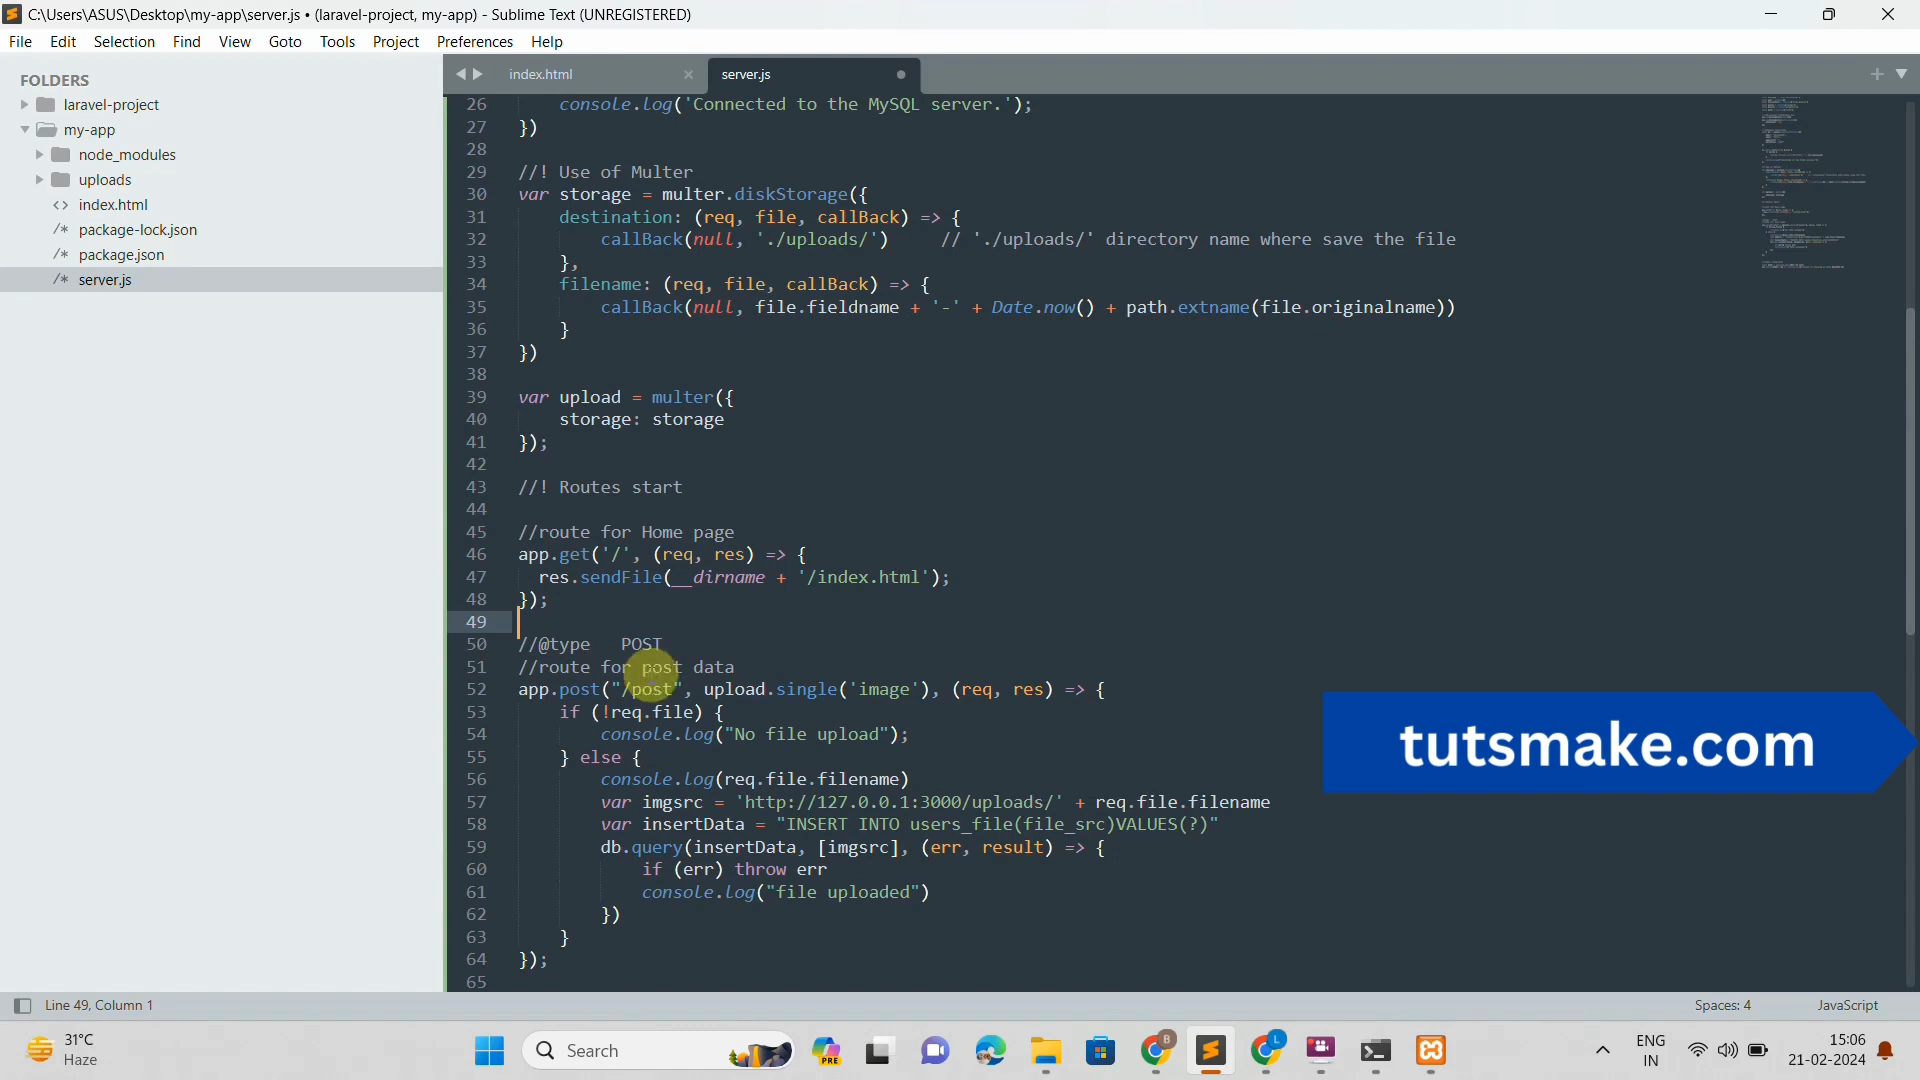 C:\Users\ASUS\Desktop\my-app\server.js • (laravel-project, my-app) - Sublime Text (UNREGISTERED)
File Edit Selection Find View Goto Tools Project Preferences Help
FOLDERS
laravel-project
my-app
node_modules
uploads
<> index.html
/* package-lock.json
/* package.json
/* server.js
index.html
server.js
26 console.log('Connected to the MySQL server.');
27 })
28
29 //! Use of Multer
30 var storage = multer.diskStorage({
31 destination: (req, file, callBack) => {
32 callBack(null, './uploads/') // './uploads/' directory name where save the file
33 },
34 filename: (req, file, callBack) => {
35 callBack(null, file.fieldname + '-' + Date.now() + path.extname(file.originalname))
36 }
37 })
38
39 var upload = multer({
40 storage: storage
41 });
42
43 //! Routes start
44
45 //route for Home page
46 app.get('/', (req, res) => {
47 res.sendFile(__dirname + '/index.html');
48 });
49
50 //@type POST
51 //route for post data
52 app.post("/post", upload.single('image'), (req, res) => {
53 if (!req.file) {
54 console.log("No file upload");
55 } else {
56 console.log(req.file.filename)
57 var imgsrc = 'http://127.0.0.1:3000/uploads/' + req.file.filename
58 var insertData = "INSERT INTO users_file(file_src)VALUES(?)"
59 db.query(insertData, [imgsrc], (err, result) => {
60 if (err) throw err
61 console.log("file uploaded")
62 })
63 }
64 });
65
tutsmake.com
Line 49, Column 1
Spaces: 4
JavaScript
31°C
Haze
Search
PRE
B
L
ENG
IN
15:06
21-02-2024